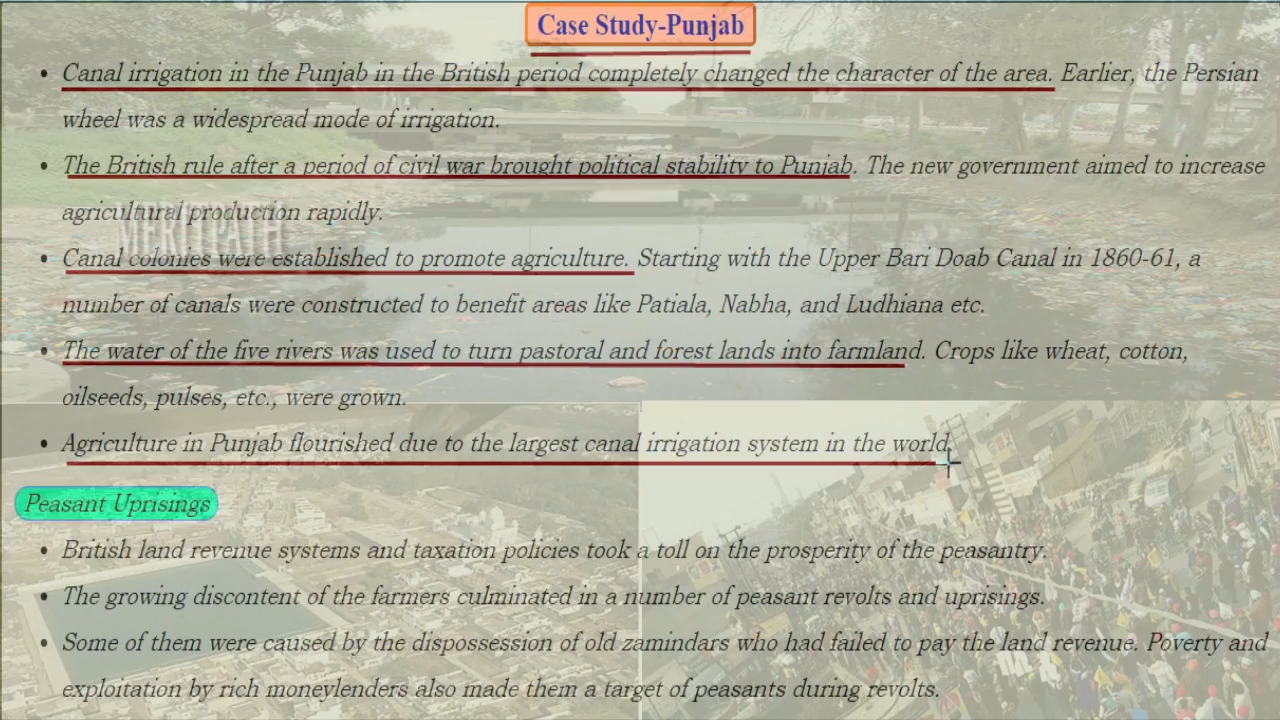 Case Study-Punjab
• Canal irrigation in the Punjab in the British period completely changed the character of the area. Earlier, the Persian
wheel was a widespread mode of irrigation.
• The British rule after a period of civil war brought political stability to Punjab. The new government aimed to increase
agricultural production rapidly.
MERIT PATH
• Canal colonies were established to promote agriculture. Starting with the Upper Bari Doab Canal in 1860-61, a
number of canals were constructed to benefit areas like Patiala, Nabha, and Ludhiana etc.
• The water of the five rivers was used to turn pastoral and forest lands into farmland. Crops like wheat, cotton,
oilseeds, pulses, etc., were grown.
• Agriculture in Punjab flourished due to the largest canal irrigation system in the world.
Peasant Uprisings
• British land revenue systems and taxation policies took a toll on the prosperity of the peasantry.
• The growing discontent of the farmers culminated in a number of peasant revolts and uprisings.
• Some of them were caused by the dispossession of old zamindars who had failed to pay the land revenue. Poverty and
exploitation by rich moneylenders also made them a target of peasants during revolts.